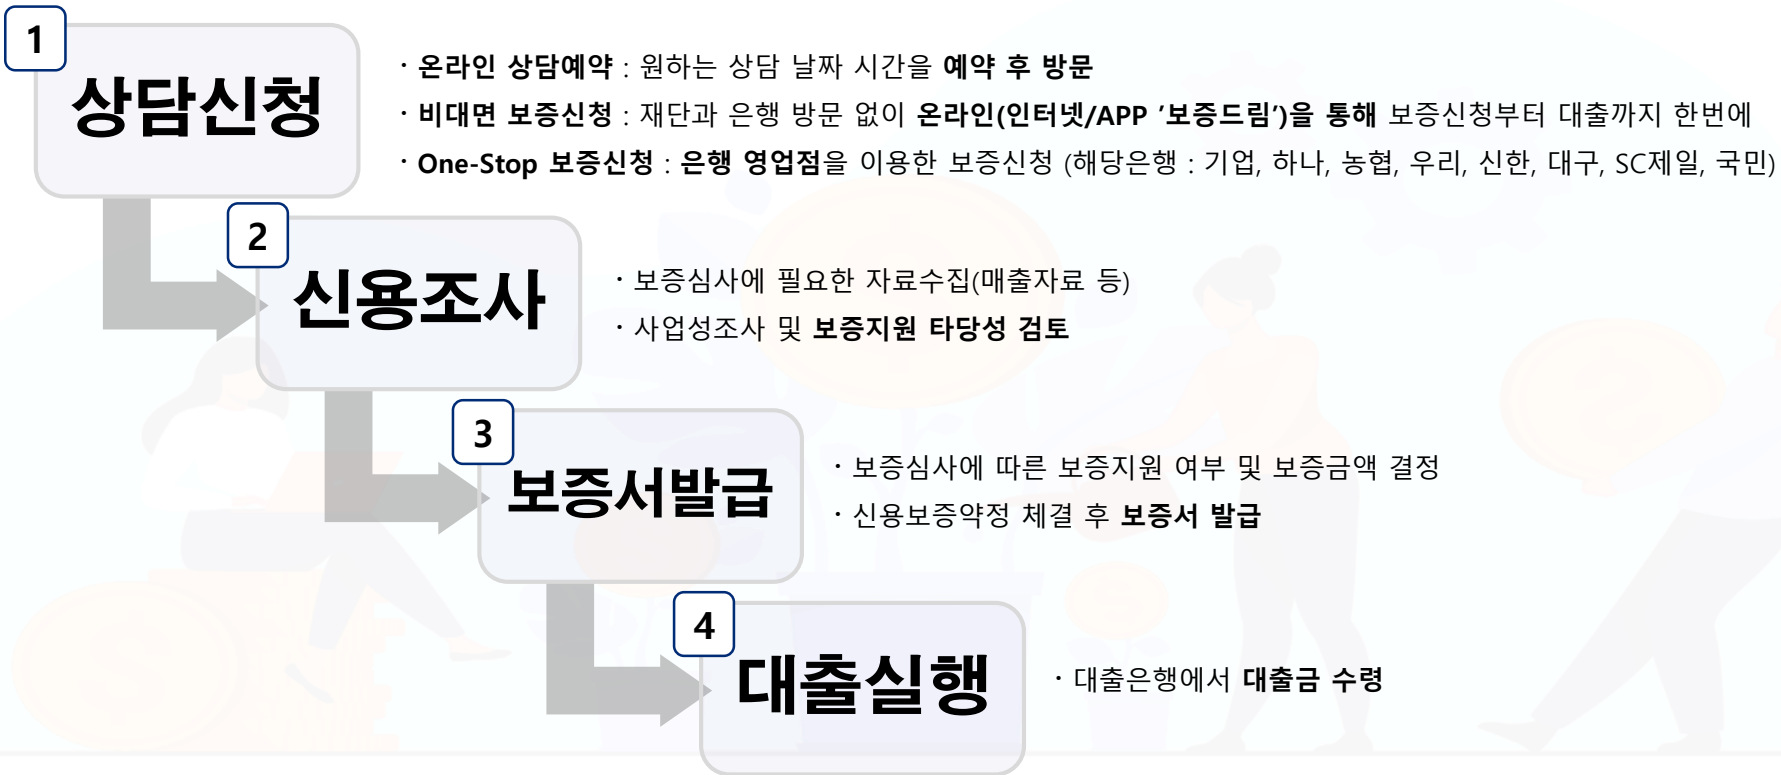 1
상담신청
· 온라인 상담예약 : 원하는 상담 날짜 시간을 예약 후 방문
· 비대면 보증신청 : 재단과 은행 방문 없이 온라인(인터넷/APP ’보증드림’)을 통해 보증신청부터 대출까지 한번에
· One-Stop 보증신청 : 은행 영업점을 이용한 보증신청 (해당은행 : 기업, 하나, 농협, 우리, 신한, 대구, SC제일, 국민)
2
신용조사
· 보증심사에 필요한 자료수집(매출자료 등)
· 사업성조사 및 보증지원 타당성 검토
3
보증서발급
· 보증심사에 따른 보증지원 여부 및 보증금액 결정
· 신용보증약정 체결 후 보증서 발급
4
대출실행
· 대출은행에서 대출금 수령